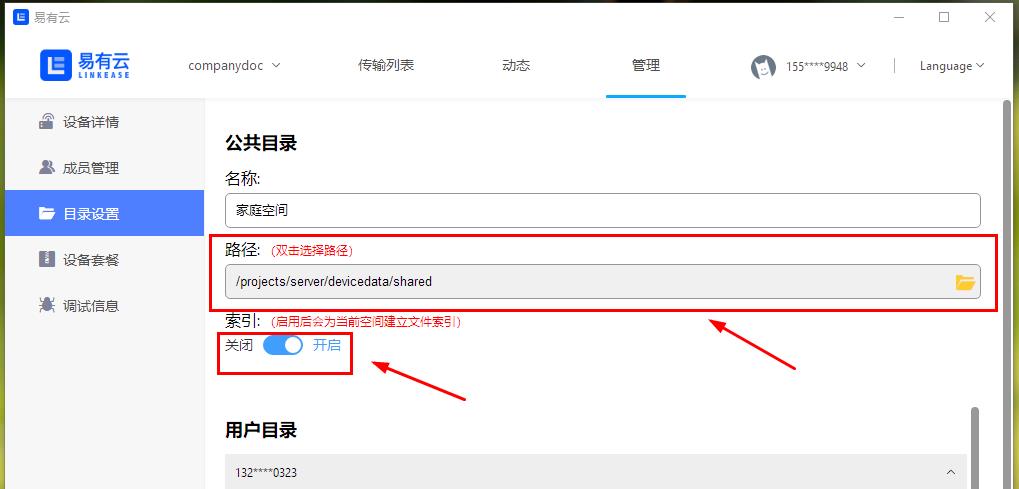 易有云
易有云
LINKEASE
companydoc
传输列表
动态
管理
155****9948
Language
设备详情
成员管理
目录设置
设备套餐
调试信息
公共目录
名称:
家庭空间
路径: (双击选择路径)
/projects/server/devicedata/shared
索引: (启用后会为当前空间建立文件索引)
关闭 开启
用户目录
132****0323